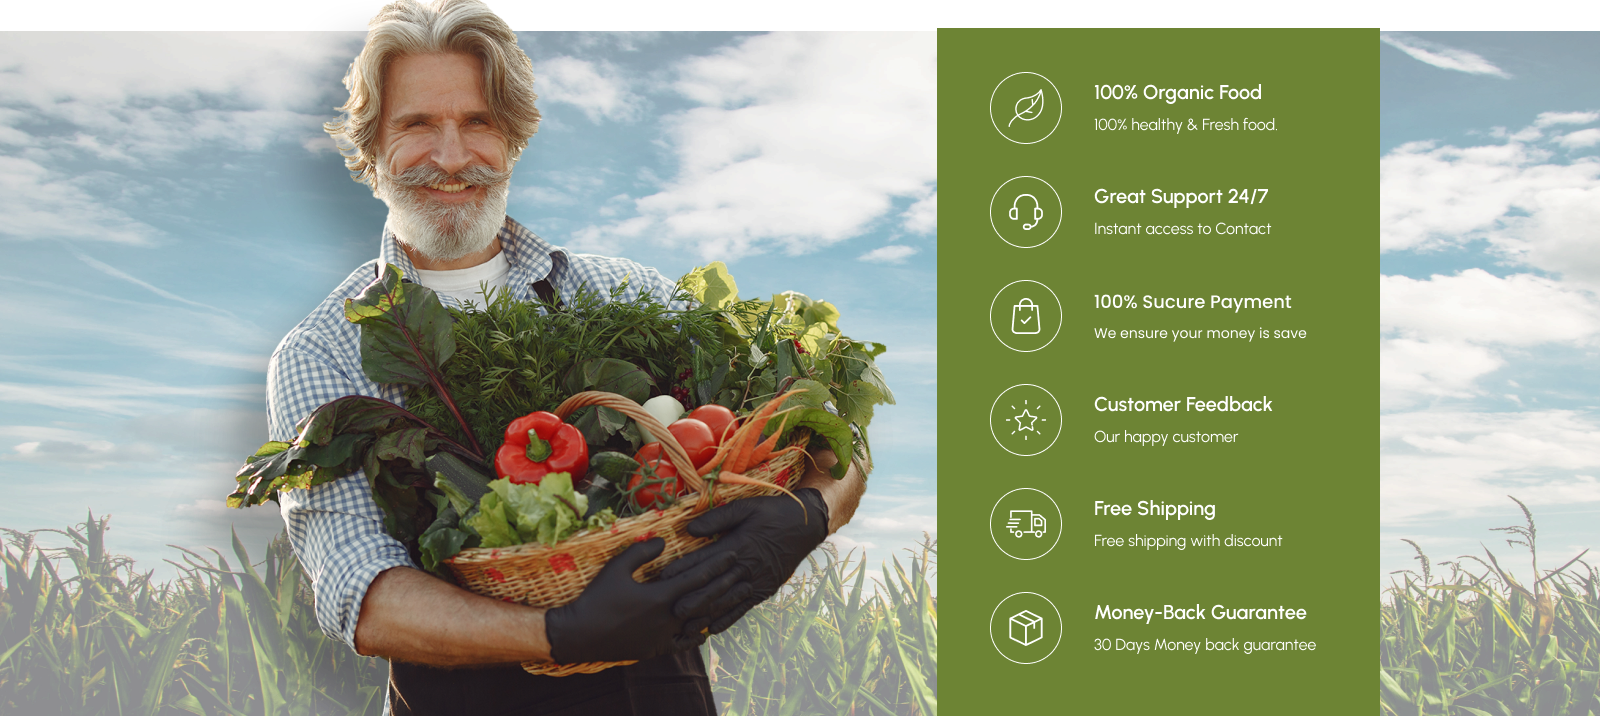 100% Organic Food
100% healthy & Fresh food.
Great Support 24/7
Instant access to Contact
100% Sucure Payment
We ensure your money is save
Customer Feedback
Our happy customer
Free Shipping
Free shipping with discount
Money-Back Guarantee
30 Days Money back guarantee